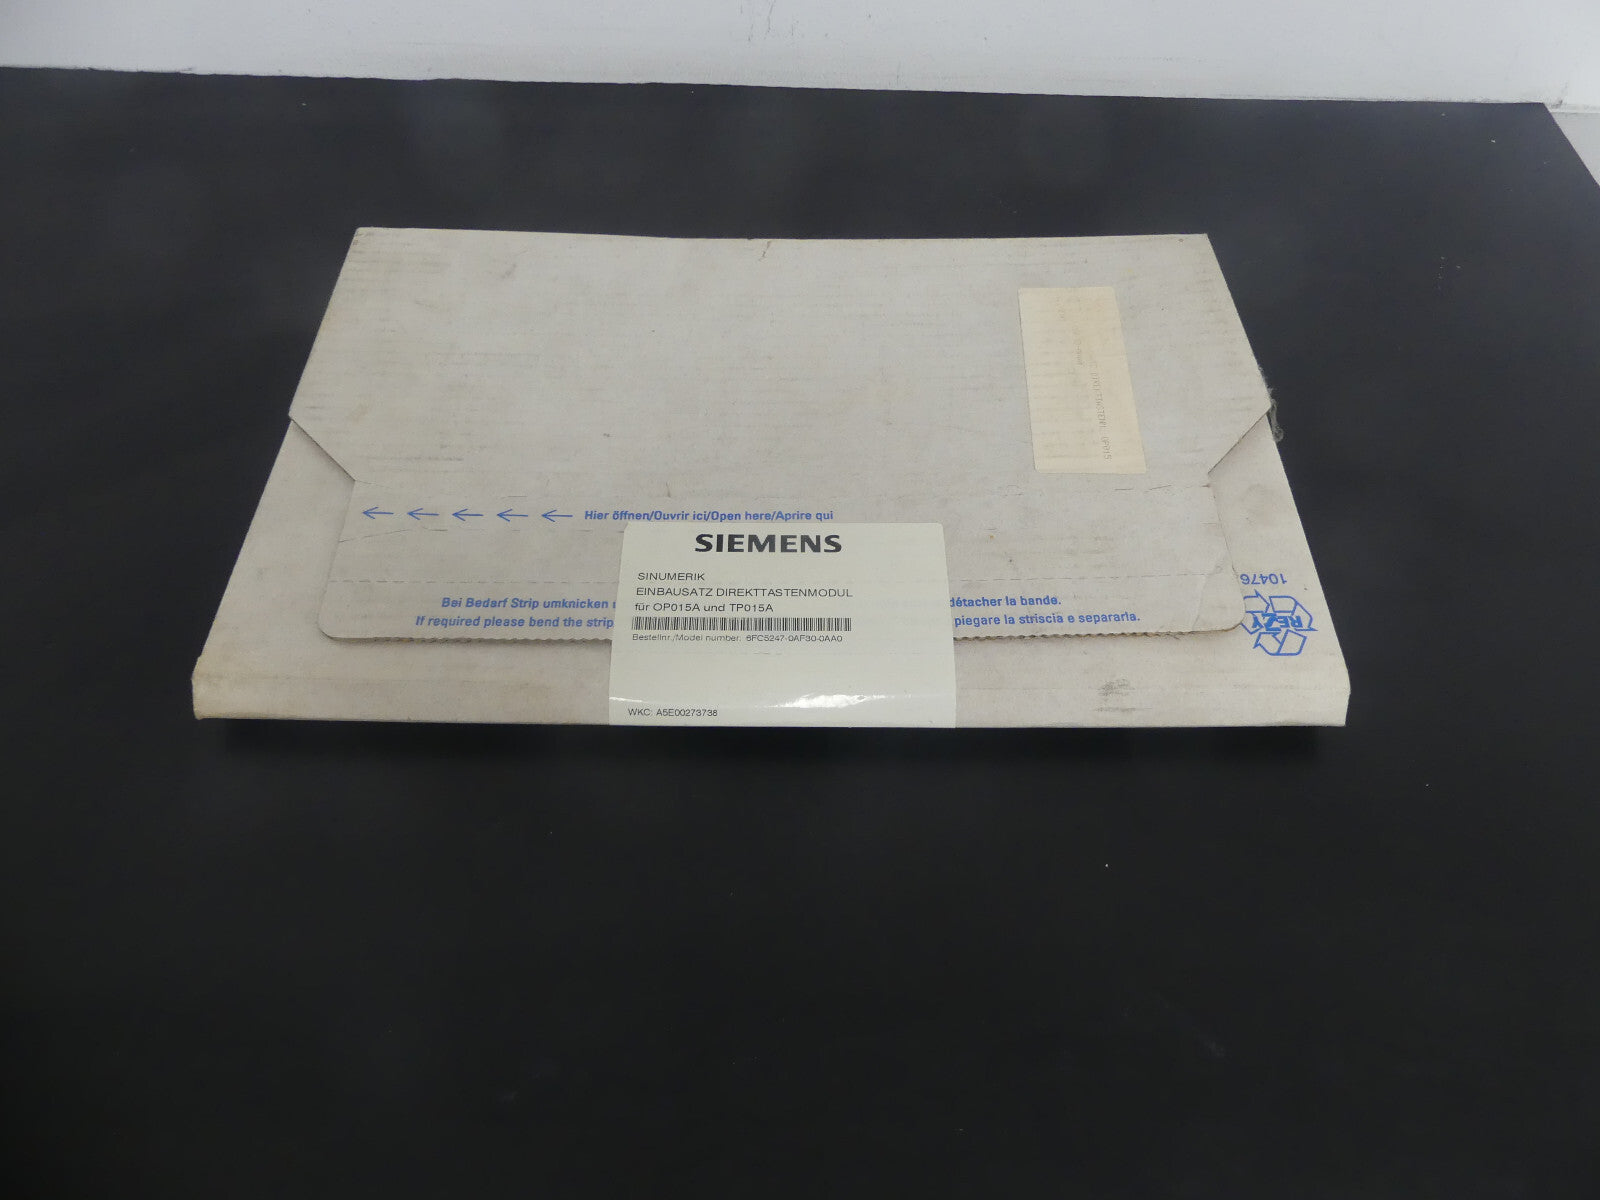 Hier öffnen/Ouvrir ici/Open here/Aprire qui
SIEMENS
SINUMERIK
EINBAUSATZ DIREKTTASTENMODUL
für OP015A und TP015A
Bestellnr./Model number: 6FC5247-0AF30-0AA0
WKC: A5E00273738
Bei Bedarf Strip umknicken
If required please bend the strip
détacher la bande.
piegare la striscia e separarla.
10476
REZY
OP015